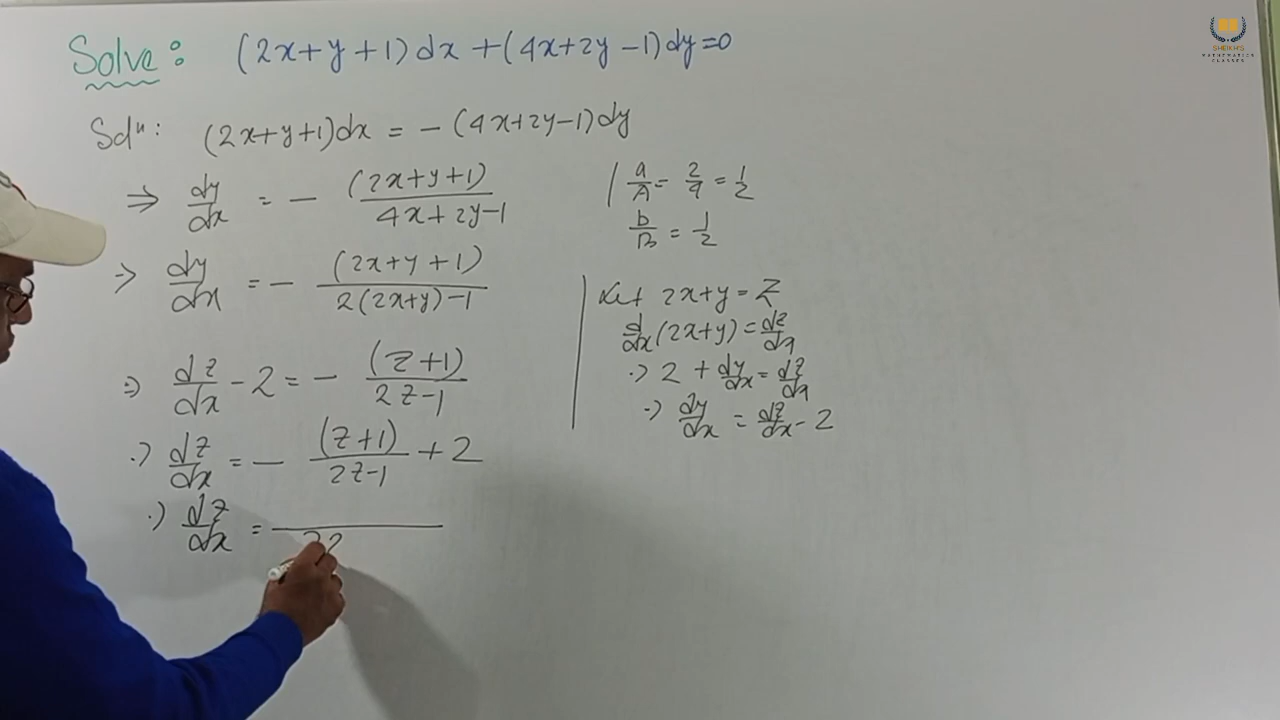 Solve: (2x+y+1)dx+(4x+2y-1)dy=0
Solⁿ: (2x+y+1)dx = -(4x+2y-1)dy
⇒ dy/dx = - (2x+y+1)/(4x+2y-1)
⇒ dy/dx = - (2x+y+1)/(2(2x+y)-1)
⇒ dz/dx - 2 = - (z+1)/(2z-1)
⇒ dz/dx = - (z+1)/(2z-1) + 2
⇒ dz/dx =
a/A = 2/4 = 1/2
b/B = 1/2
Let 2x+y=Z
d/dx(2x+y) = dz/dx
⇒ 2 + dy/dx = dz/dx
⇒ dy/dx = dz/dx - 2
SHEIKH'S
MATHEMATICS
CLASSES